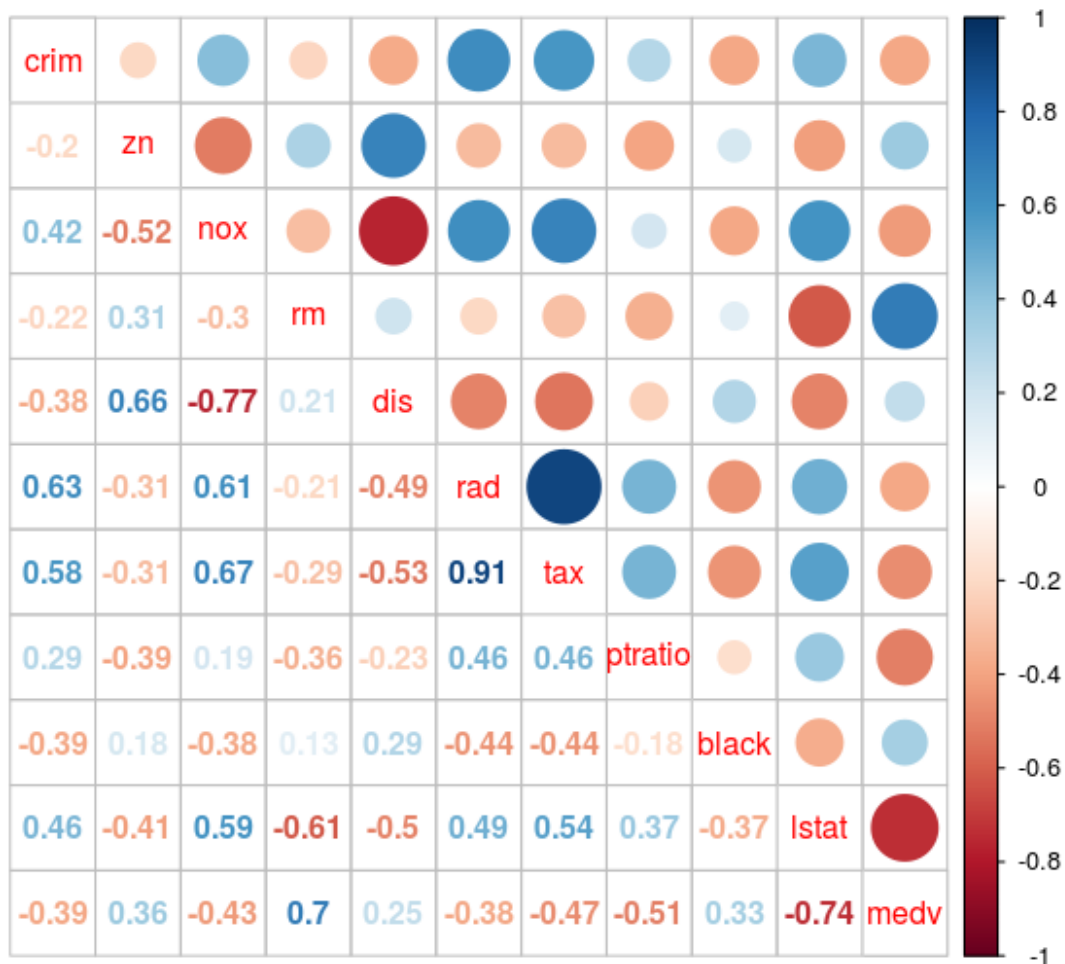 crim
-0.2 zn
0.42 -0.52 nox
-0.22 0.31 -0.3 rm
-0.38 0.66 -0.77 0.21 dis
0.63 -0.31 0.61 -0.21 -0.49 rad
0.58 -0.31 0.67 -0.29 -0.53 0.91 tax
0.29 -0.39 0.19 -0.36 -0.23 0.46 0.46 ptratio
-0.39 0.18 -0.38 0.13 0.29 -0.44 -0.44 -0.18 black
0.46 -0.41 0.59 -0.61 -0.5 0.49 0.54 0.37 -0.37 lstat
-0.39 0.36 -0.43 0.7 0.25 -0.38 -0.47 -0.51 0.33 -0.74 medv
1
0.8
0.6
0.4
0.2
0
-0.2
-0.4
-0.6
-0.8
-1